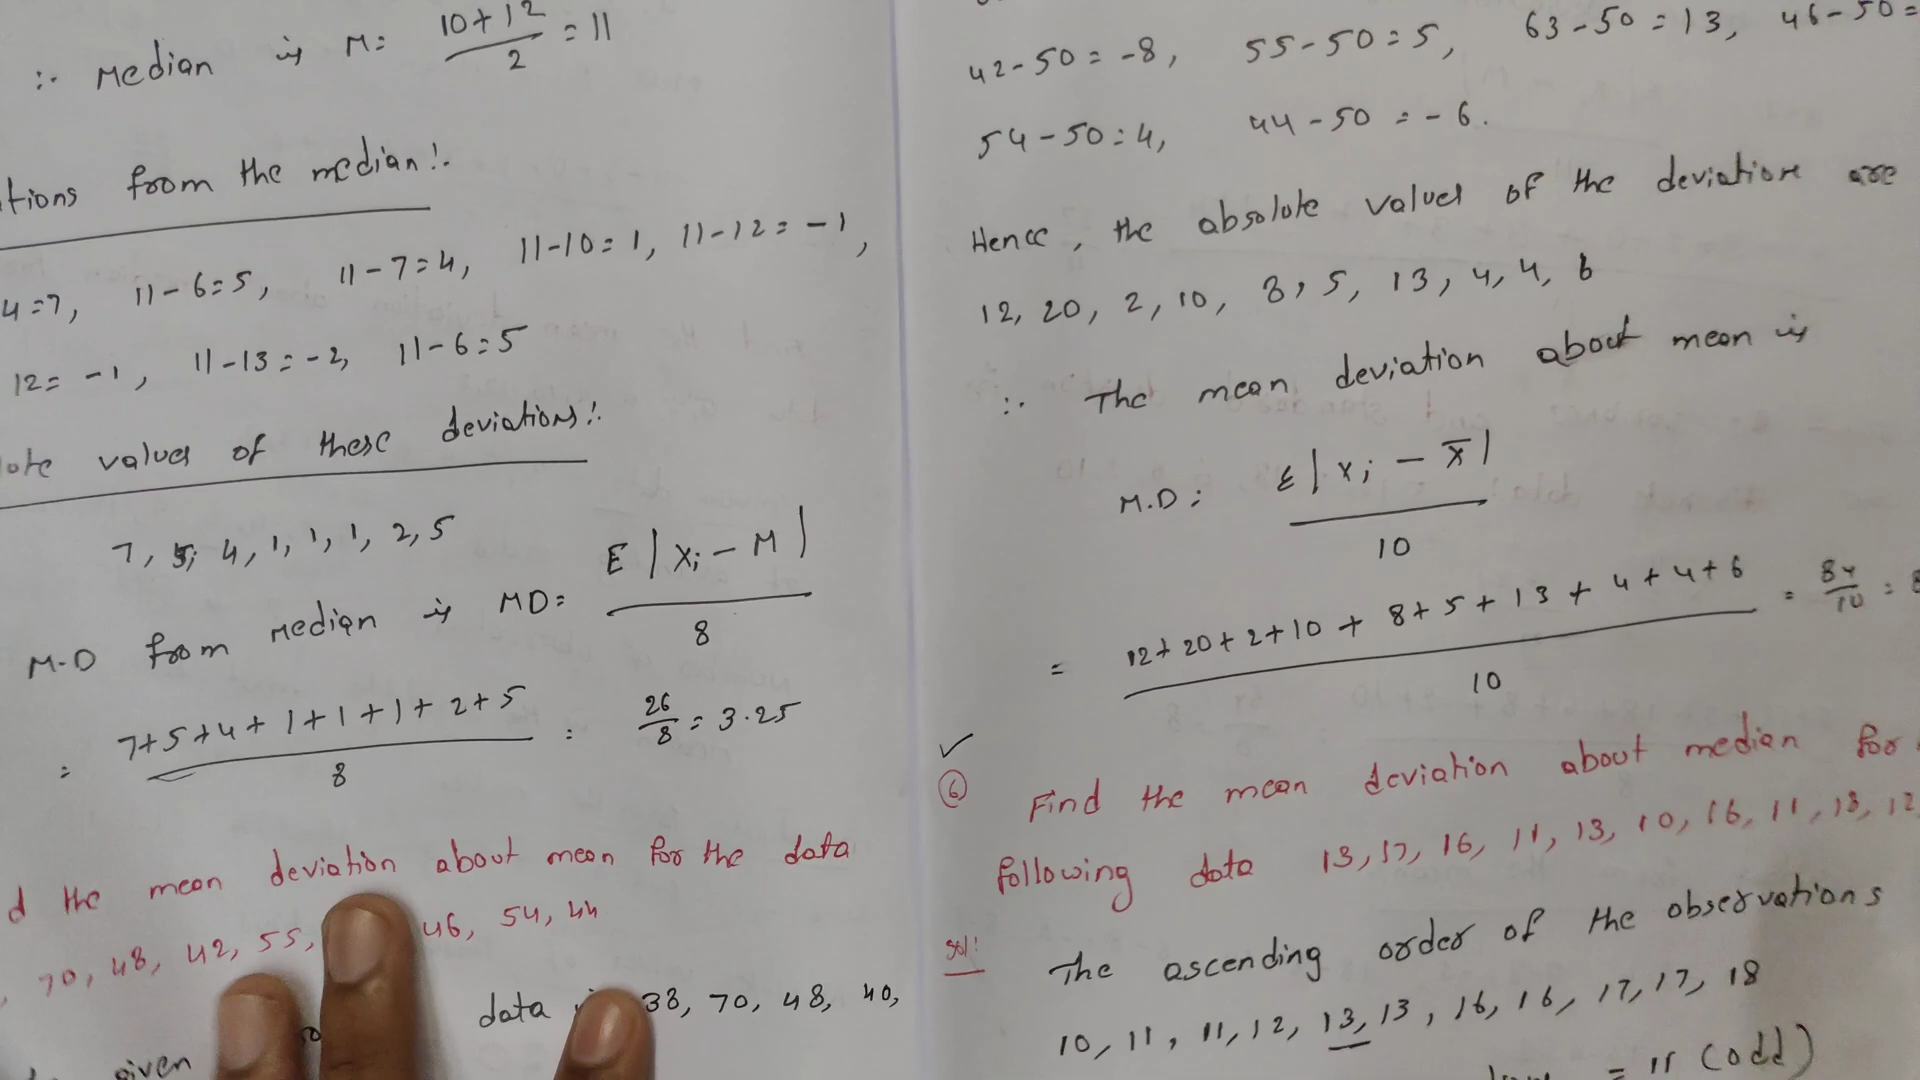 ∴ Median is M = 10+12 / 2 = 11
tions from the median!.
4=7, 11-6=5, 11-7=4, 11-10=1, 11-12=-1,
12=-1, 11-13=-2, 11-6=5
values of these deviations!.
7, 5, 4, 1, 1, 1, 2, 5
M.D from median is MD= Σ|xi-M| / 8
= 7+5+4+1+1+1+2+5 / 8 = 26/8 = 3.25
d the mean deviation about mean for the data
, 70, 48, 42, 55, 46, 54, 44
given data 38, 70, 48, 40,
42-50=-8, 55-50=5, 63-50=13, 46-50=
54-50=4, 44-50=-6.
Hence, the absolute values of the deviation are
12, 20, 2, 10, 8, 5, 13, 4, 4, 6
∴ The mean deviation about mean is
M.D = Σ|xi-x̄| / 10
= 12+20+2+10+8+5+13+4+4+6 / 10 = 84/10 = 8
⑥ Find the mean deviation about median for
following data 13, 17, 16, 11, 13, 10, 16, 11, 18, 12
sol!
The ascending order of the observations
10, 11, 11, 12, 13, 13, 16, 16, 17, 17, 18
= 11 (odd)